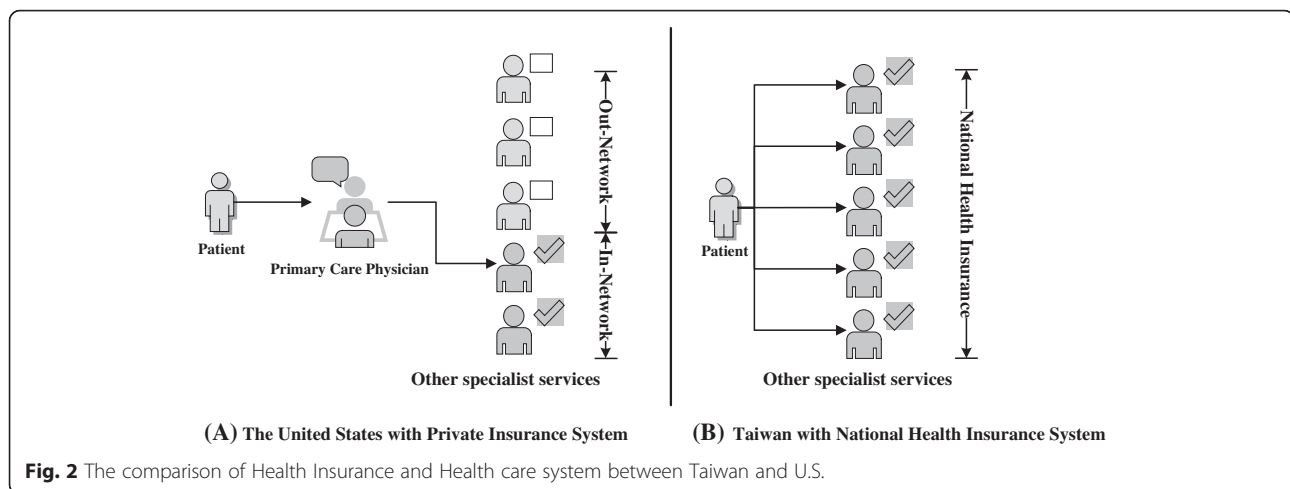 Out-Network
In-Network
Patient
Primary Care Physician
Other specialist services
(A) The United States with Private Insurance System
National Health Insurance
Patient
Other specialist services
(B) Taiwan with National Health Insurance System
Fig. 2 The comparison of Health Insurance and Health care system between Taiwan and U.S.